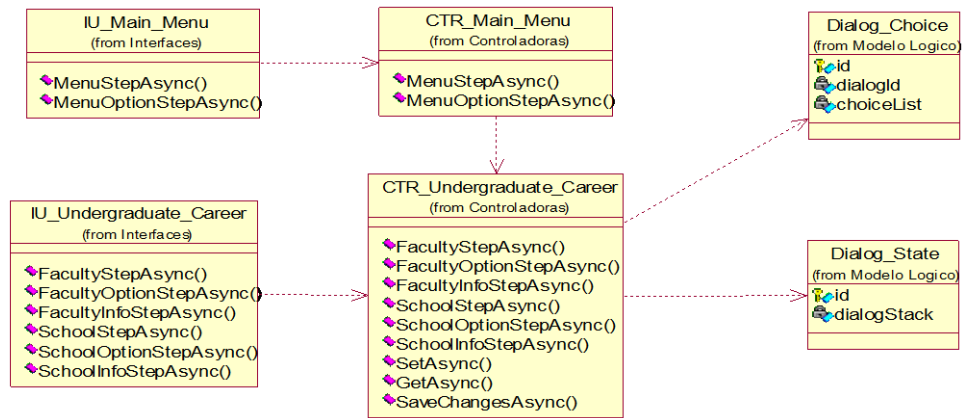 IU_Main_Menu
(from Interfaces)
MenuStepAsync()
MenuOptionStepAsync()
CTR_Main_Menu
(from Controladoras)
MenuStepAsync()
MenuOptionStepAsync()
Dialog_Choice
(from Modelo Logico)
id
dialogId
choiceList
IU_Undergraduate_Career
(from Interfaces)
FacultyStepAsync()
FacultyOptionStepAsync()
FacultyInfoStepAsync()
SchoolStepAsync()
SchoolOptionStepAsync()
SchoolInfoStepAsync()
CTR_Undergraduate_Career
(from Controladoras)
FacultyStepAsync()
FacultyOptionStepAsync()
FacultyInfoStepAsync()
SchoolStepAsync()
SchoolOptionStepAsync()
SchoolInfoStepAsync()
SetAsync()
GetAsync()
SaveChangesAsync()
Dialog_State
(from Modelo Logico)
id
dialogStack